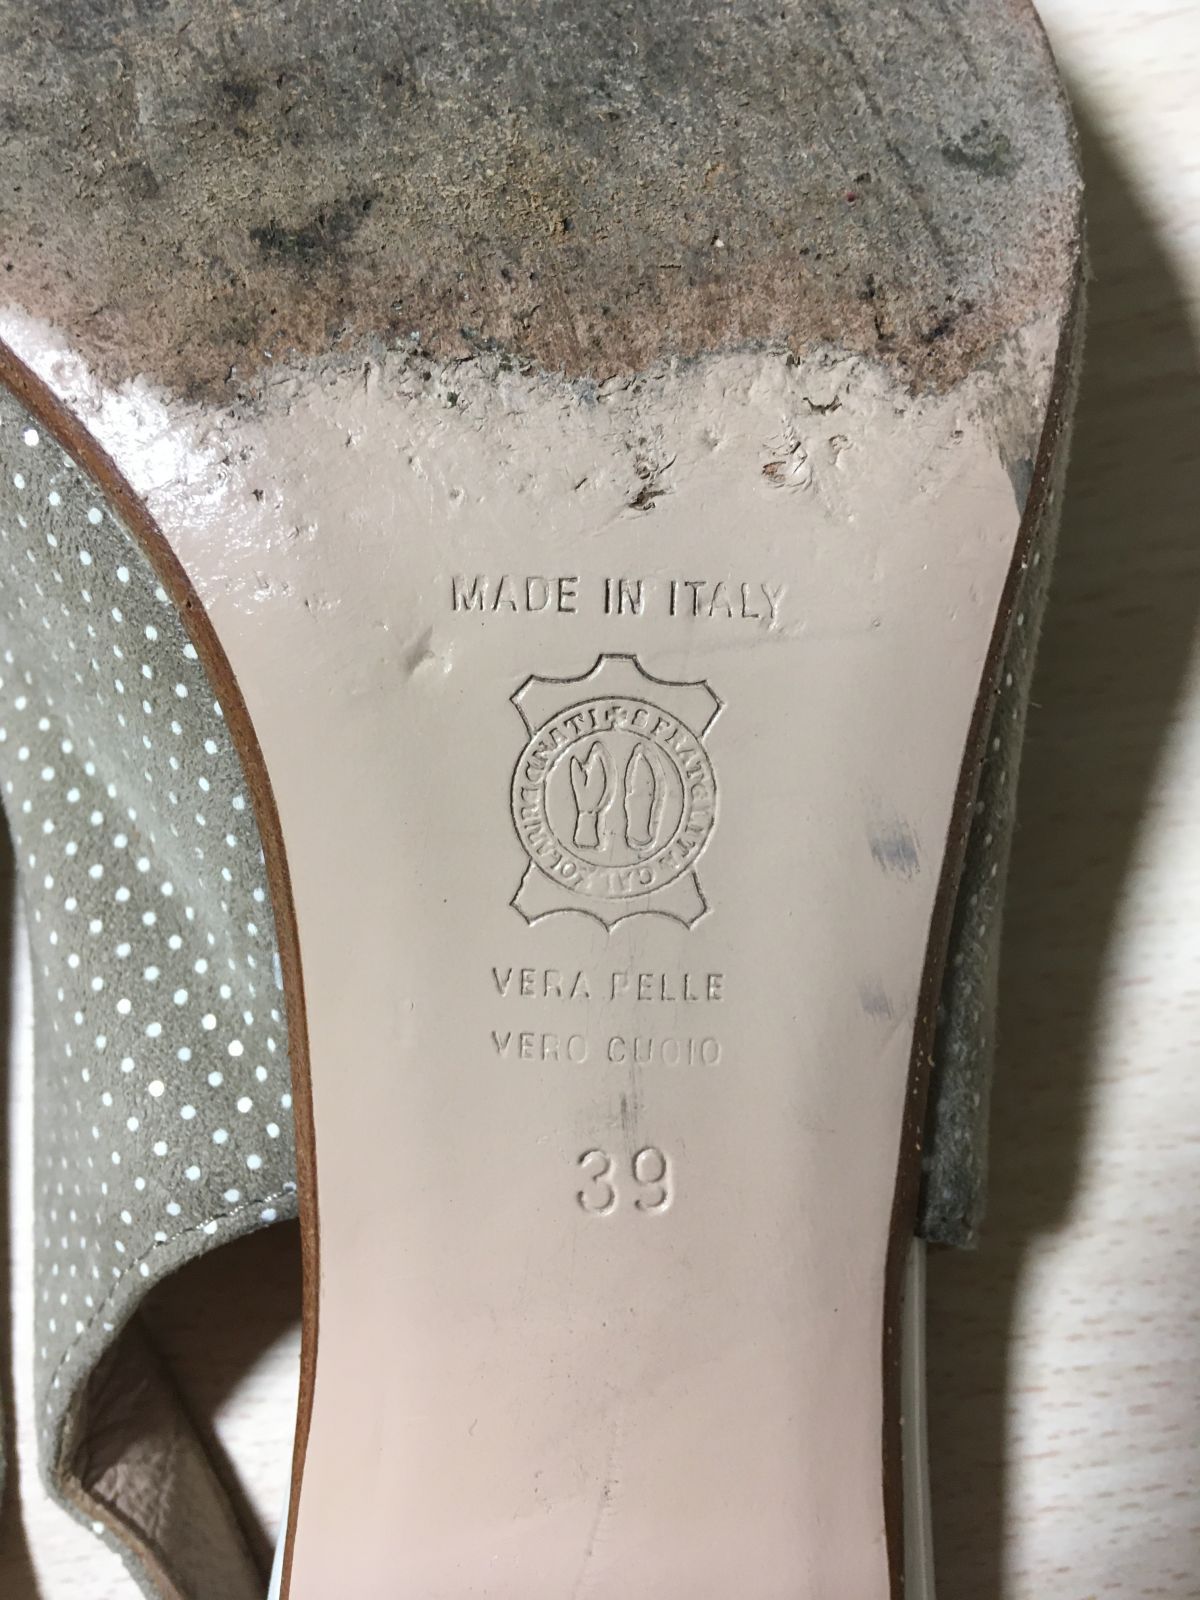 MADE IN ITALY
VERA PELLE
VERO CUOIO
39